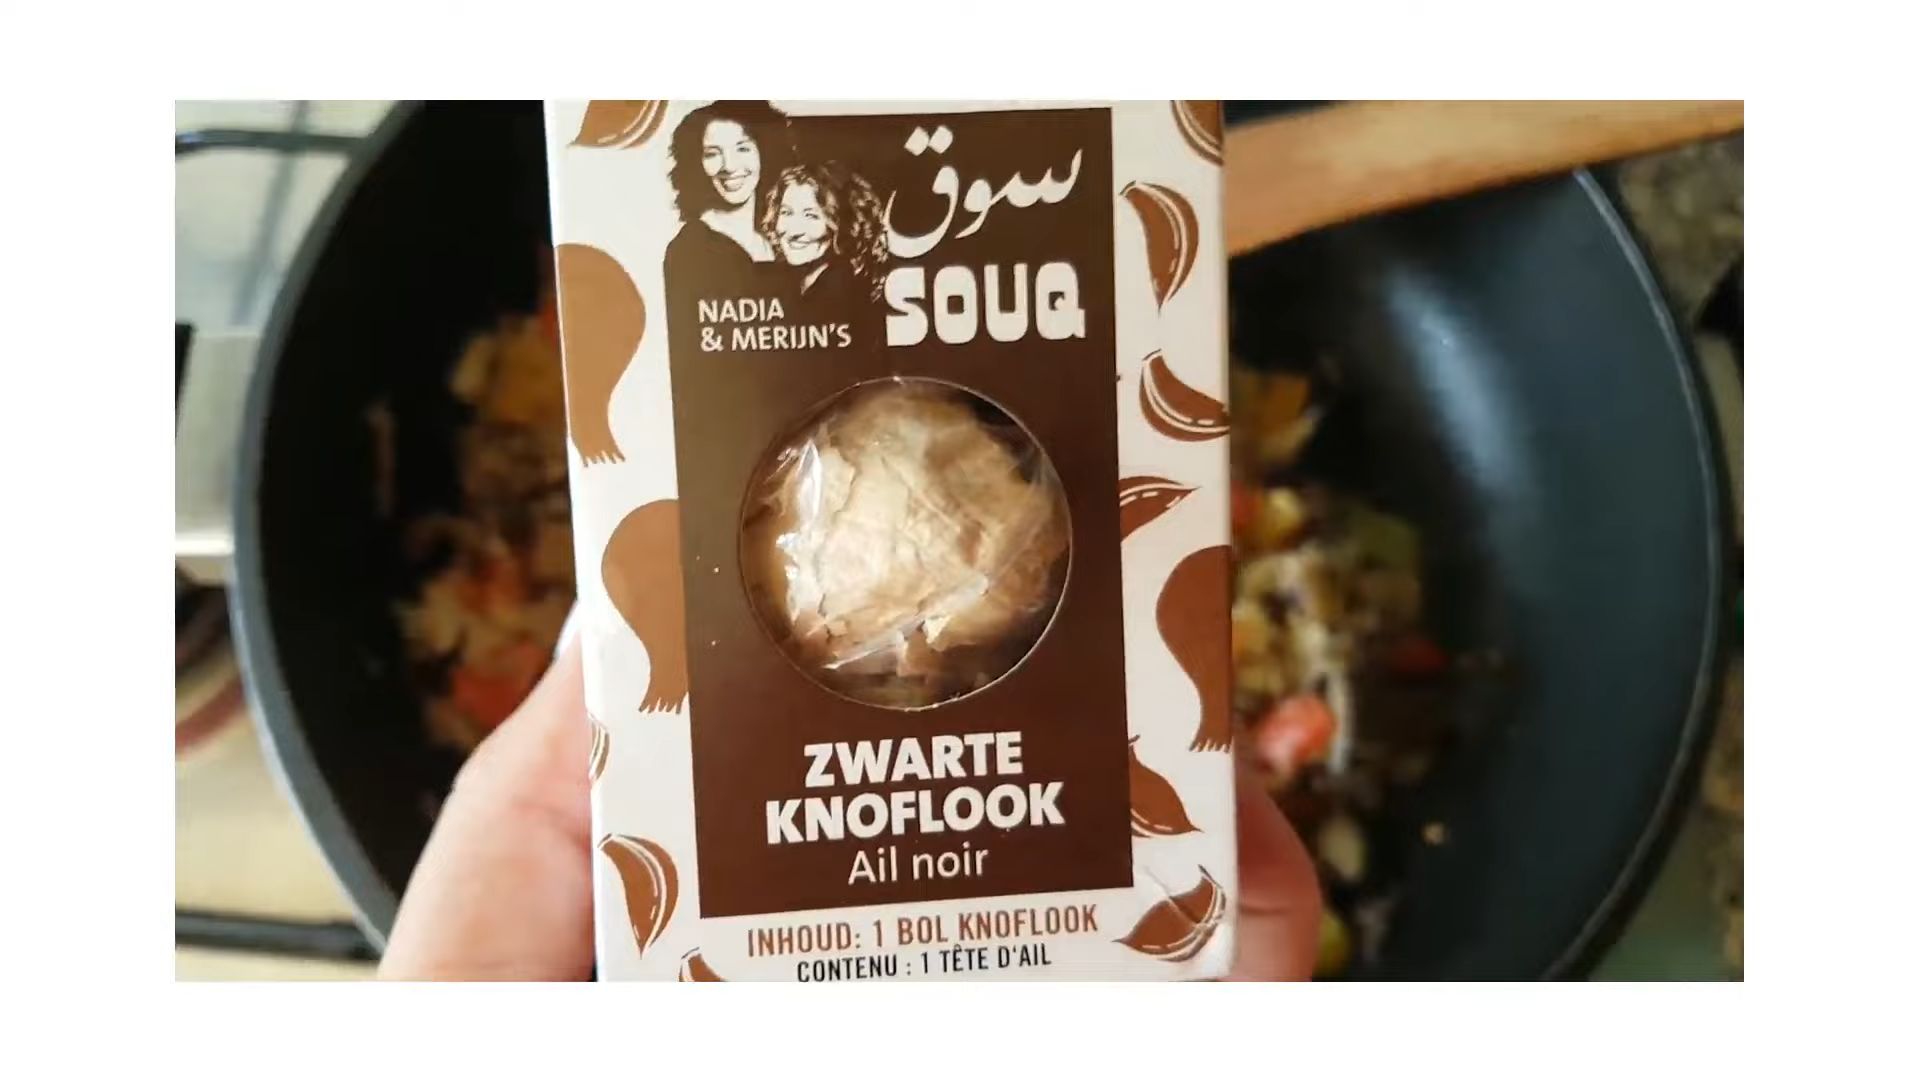 سوق
SOUQ
NADIA
& MERIJN'S
ZWARTE
KNOFLOOK
Ail noir
INHOUD: 1 BOL KNOFLOOK
CONTENU : 1 TÊTE D'AIL